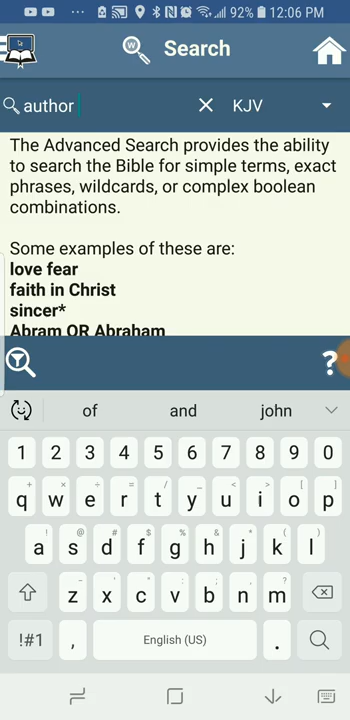 92% 12:06 PM
W Search
author KJV
The Advanced Search provides the ability
to search the Bible for simple terms, exact
phrases, wildcards, or complex boolean
combinations.
Some examples of these are:
love fear
faith in Christ
sincer*
Abram OR Abraham
?
of and john
1 2 3 4 5 6 7 8 9 0
+ × ÷ = / _ < > [ ]
q w e r t y u i o p
! @ # $ % ^ & * ( )
a s d f g h j k l
- ' " : ; , ?
z x c v b n m
!#1 , English (US) .